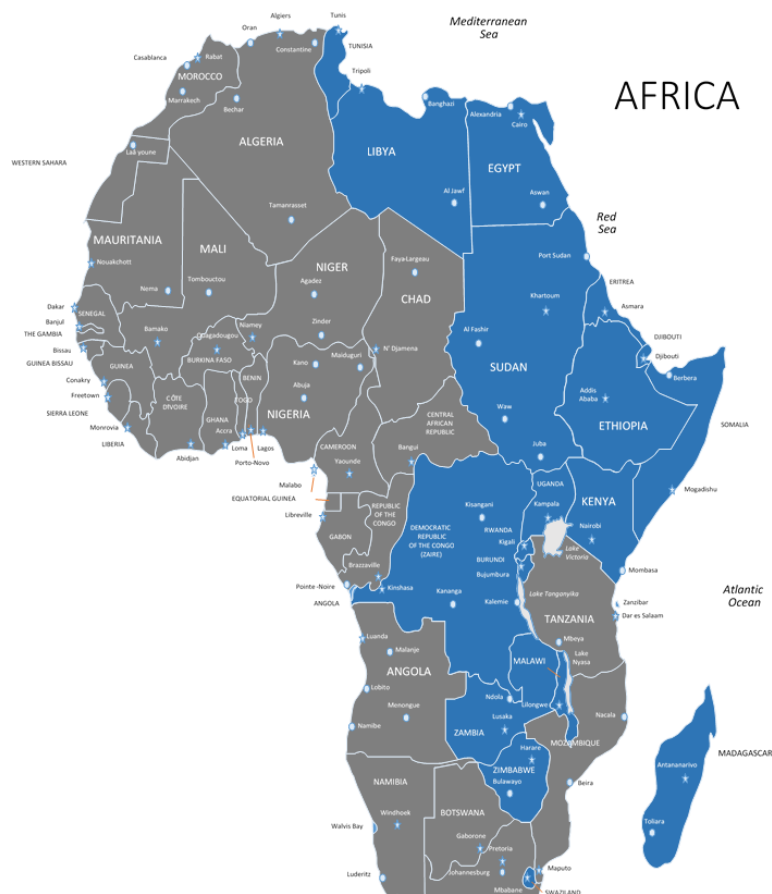 Mediterranean
Sea
AFRICA
Algiers
Tunis
Oran
Constantine
TUNISIA
Casablanca
Rabat
MOROCCO
Tripoli
Marrakech
Bechar
Banghazi
Alexandria
Cairo
ALGERIA
LIBYA
EGYPT
Laâ youne
WESTERN SAHARA
Al Jawf
Aswan
Tamanrasset
Red
Sea
MAURITANIA
MALI
NIGER
CHAD
Nouakchott
Faya-Largeau
Port Sudan
Nema
Tombouctou
Agadez
ERITREA
Khartoum
Asmara
Dakar
SENEGAL
Banjul
THE GAMBIA
Bamako
Ouagadougou
Niamey
Zinder
Al Fashir
DJIBOUTI
Djibouti
Bissau
GUINEA BISSAU
GUINEA
BURKINA FASO
Kano
Maiduguri
N' Djamena
SUDAN
Berbera
Conakry
Freetown
SIERRA LEONE
BENIN
Abuja
CÔTE
DIVOIRE
TOGO
NIGERIA
Addis
Ababa
ETHIOPIA
SOMALIA
Waw
Monrovia
LIBERIA
GHANA
Accra
CENTRAL
AFRICAN
REPUBLIC
Abidjan
Loma
Lagos
Porto-Novo
CAMEROON
Yaounde
Bangui
Juba
Malabo
EQUATORIAL GUINEA
UGANDA
Kampala
KENYA
Mogadishu
Libreville
REPUBLIC
OF THE
CONGO
Kisangani
GABON
DEMOCRATIC
REPUBLIC
OF THE CONGO
(ZAIRE)
RWANDA
Kigali
Nairobi
Lake
Victoria
Brazzaville
BURUNDI
Bujumbura
Mombasa
Pointe -Noire
Kinshasa
Kananga
Kalemie
Lake Tanganyika
Atlantic
Ocean
ANGOLA
Zanzibar
Dar es Salaam
TANZANIA
Luanda
Malanje
Mbeya
MALAWI
Lake
Nyasa
ANGOLA
Lobito
Ndola
Lilongwe
Menongue
Namibe
Lusaka
ZAMBIA
Nacala
MOZAMBIQUE
Harare
MADAGASCAR
Antananarivo
NAMIBIA
ZIMBABWE
Bulawayo
Beira
BOTSWANA
Windhoek
Walvis Bay
Toliara
Gaborone
Pretoria
Luderitz
Johannesburg
Maputo
Mbabane
SWAZILAND